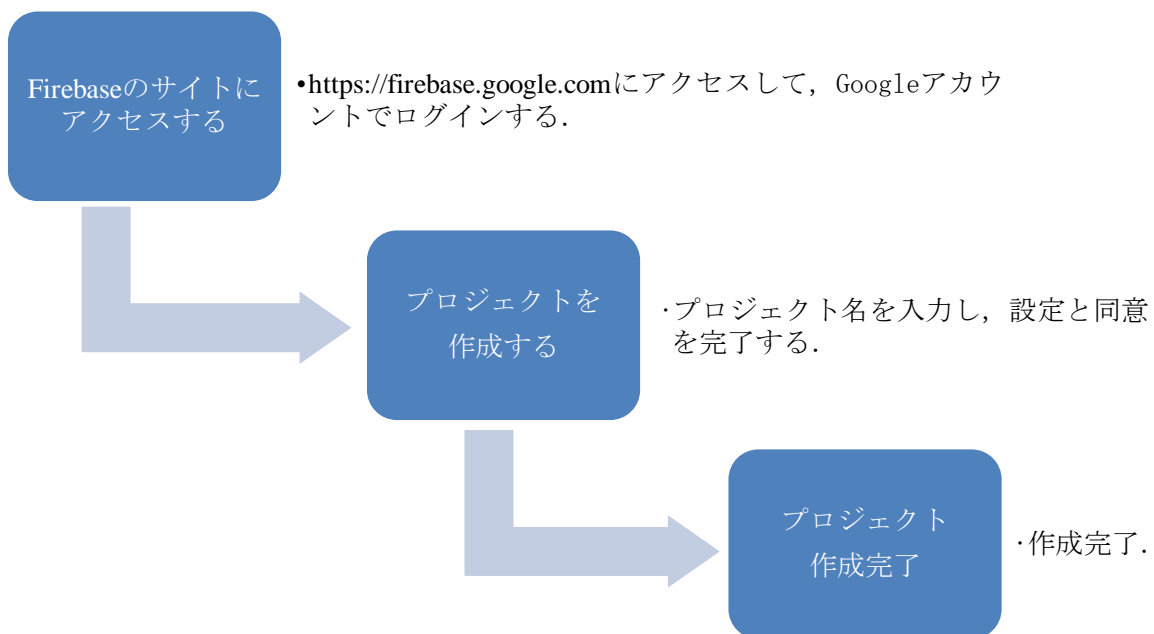 Firebaseのサイトに
アクセスする
•https://firebase.google.comにアクセスして，Googleアカウ
ントでログインする．
プロジェクトを
作成する
・プロジェクト名を入力し，設定と同意
を完了する．
プロジェクト
作成完了
・作成完了．